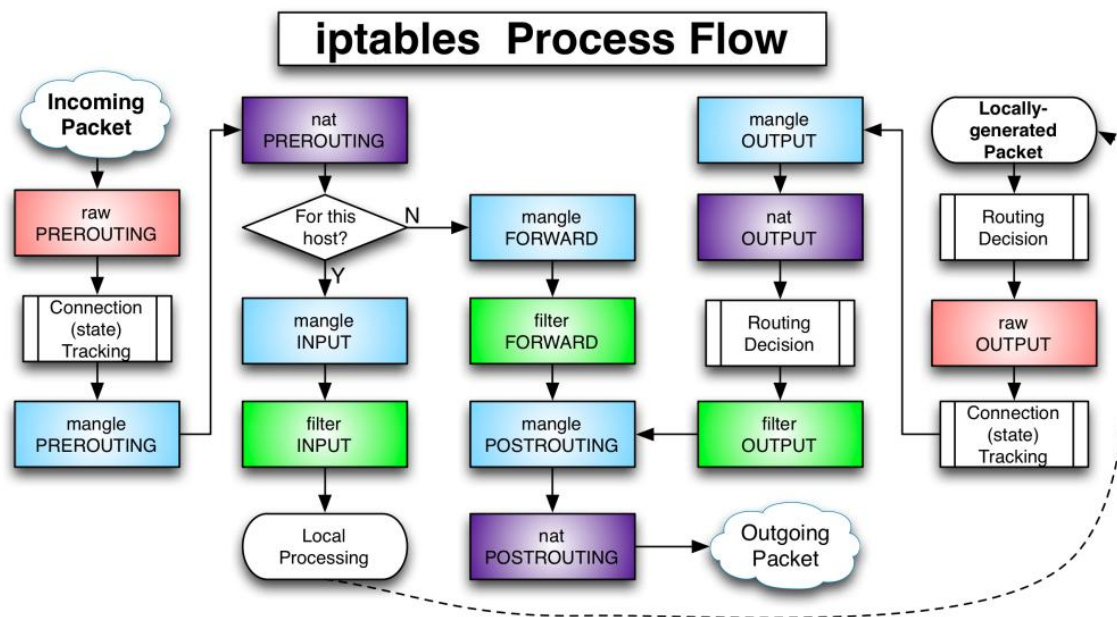 iptables Process Flow
Incoming
Packet
raw
PREROUTING
Connection
(state)
Tracking
mangle
PREROUTING
nat
PREROUTING
For this
host?
N
Y
mangle
INPUT
filter
INPUT
Local
Processing
mangle
FORWARD
filter
FORWARD
mangle
POSTROUTING
nat
POSTROUTING
mangle
OUTPUT
nat
OUTPUT
Routing
Decision
filter
OUTPUT
Outgoing
Packet
Locally-
generated
Packet
Routing
Decision
raw
OUTPUT
Connection
(state)
Tracking